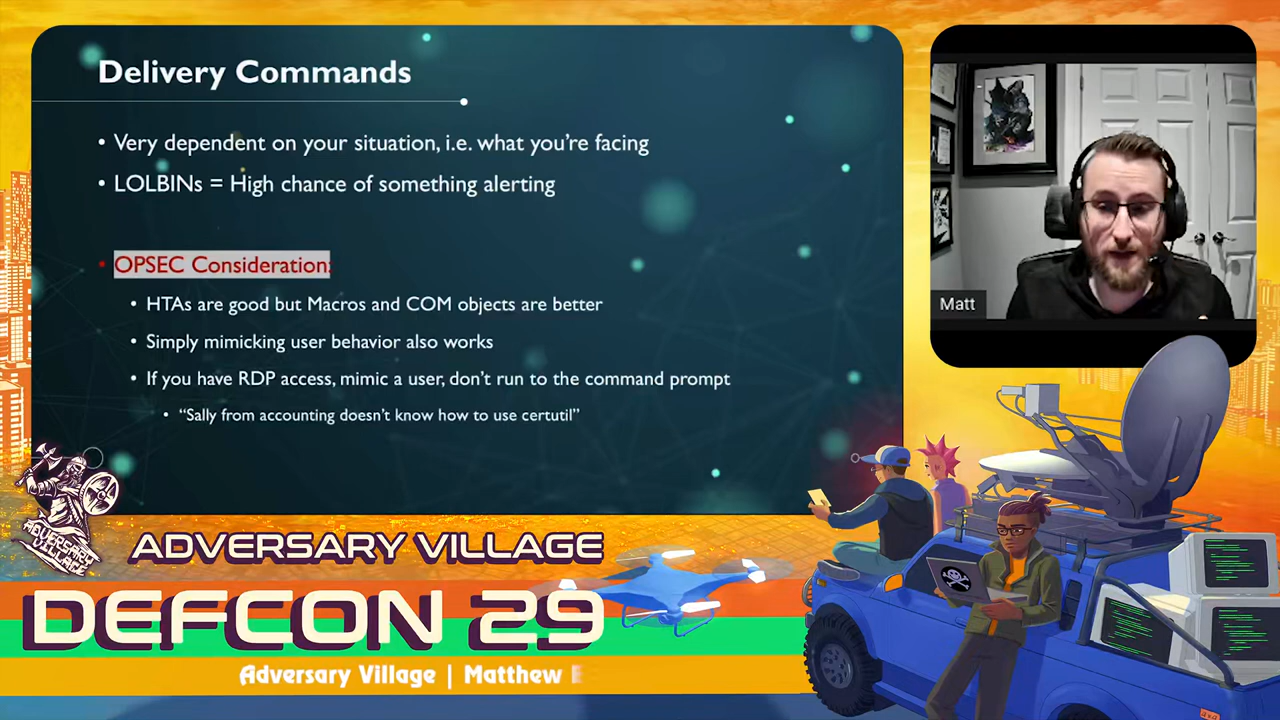 Delivery Commands
• Very dependent on your situation, i.e. what you're facing
• LOLBINs = High chance of something alerting
• OPSEC Consideration:
• HTAs are good but Macros and COM objects are better
• Simply mimicking user behavior also works
• If you have RDP access, mimic a user, don't run to the command prompt
• “Sally from accounting doesn't know how to use certutil”
Matt
ADVERSARY VILLAGE
ADVERSARY VILLAGE
DEFCON 29
Adversary Village | Matthew